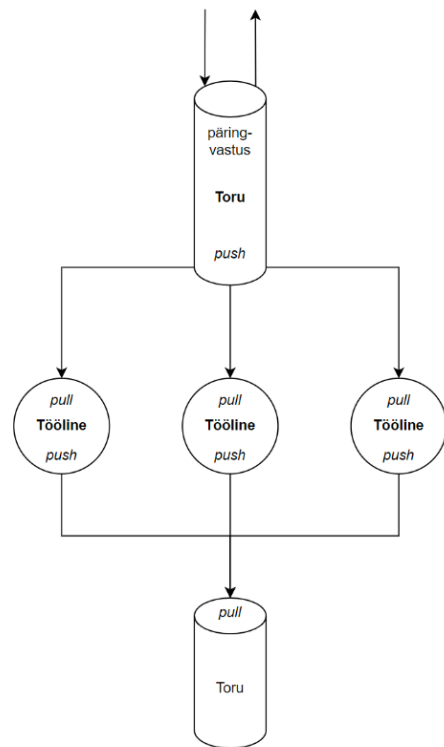 päring-
vastus
Toru
push
pull
Tööline
push
pull
Tööline
push
pull
Tööline
push
pull
Toru